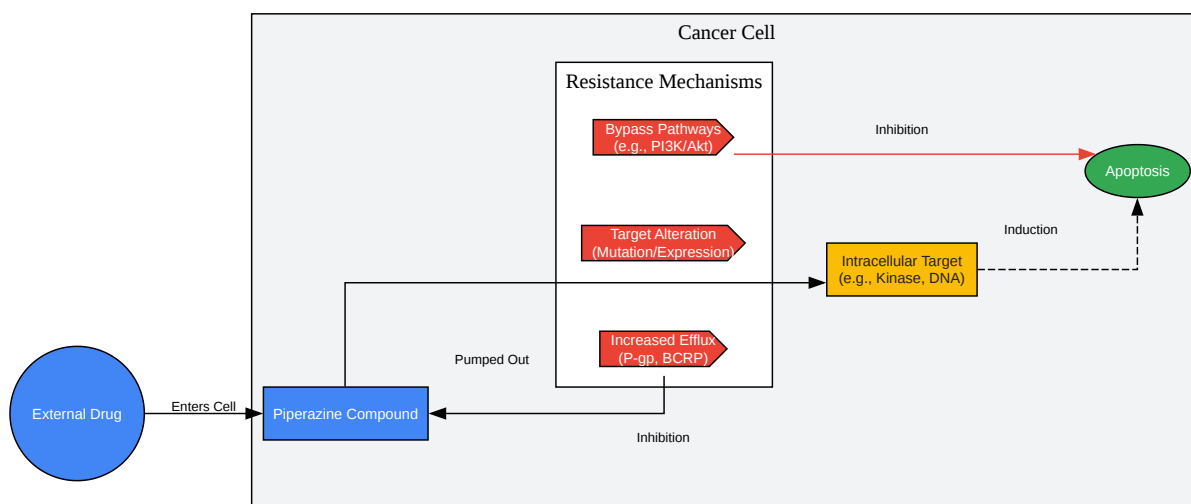 Cancer Cell
Resistance Mechanisms
Bypass Pathways
(e.g., PI3K/Akt)
Inhibition
Apoptosis
Target Alteration
(Mutation/Expression)
Induction
Intracellular Target
(e.g., Kinase, DNA)
Increased Efflux
(P-gp, BCRP)
Pumped Out
External Drug
Enters Cell
Piperazine Compound
Inhibition